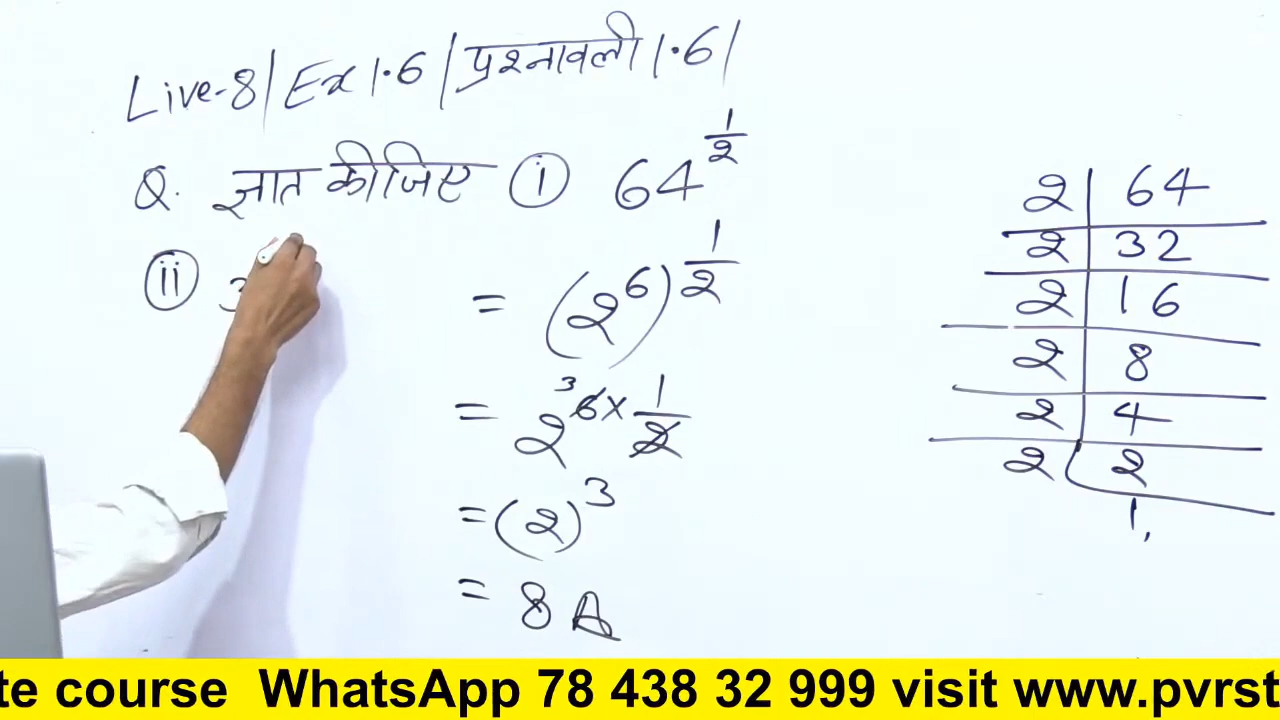 Live-8| Ex 1.6 | प्रश्नावली 1.6|
Q. ज्ञात कीजिए (i) 64^{1/2}
(ii) 3
= (2^6)^{1/2}
= 2^{6 3 × 1/2}
= (2)^3
= 8 A
2 | 64
2 | 32
2 | 16
2 | 8
2 | 4
2 | 2
1,
te course WhatsApp 78 438 32 999 visit www.pvrst